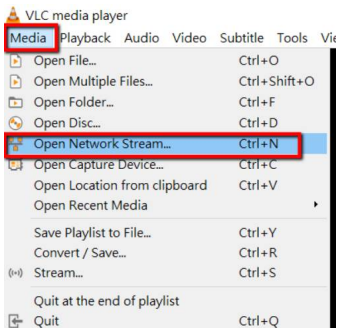 VLC media player
Media Playback Audio Video Subtitle Tools
Open File... Ctrl+O
Open Multiple Files... Ctrl+Shift+O
Open Folder... Ctrl+F
Open Disc... Ctrl+D
Open Network Stream... Ctrl+N
Open Capture Device... Ctrl+C
Open Location from clipboard Ctrl+V
Open Recent Media
Save Playlist to File... Ctrl+Y
Convert / Save... Ctrl+R
Stream... Ctrl+S
Quit at the end of playlist
Quit Ctrl+Q